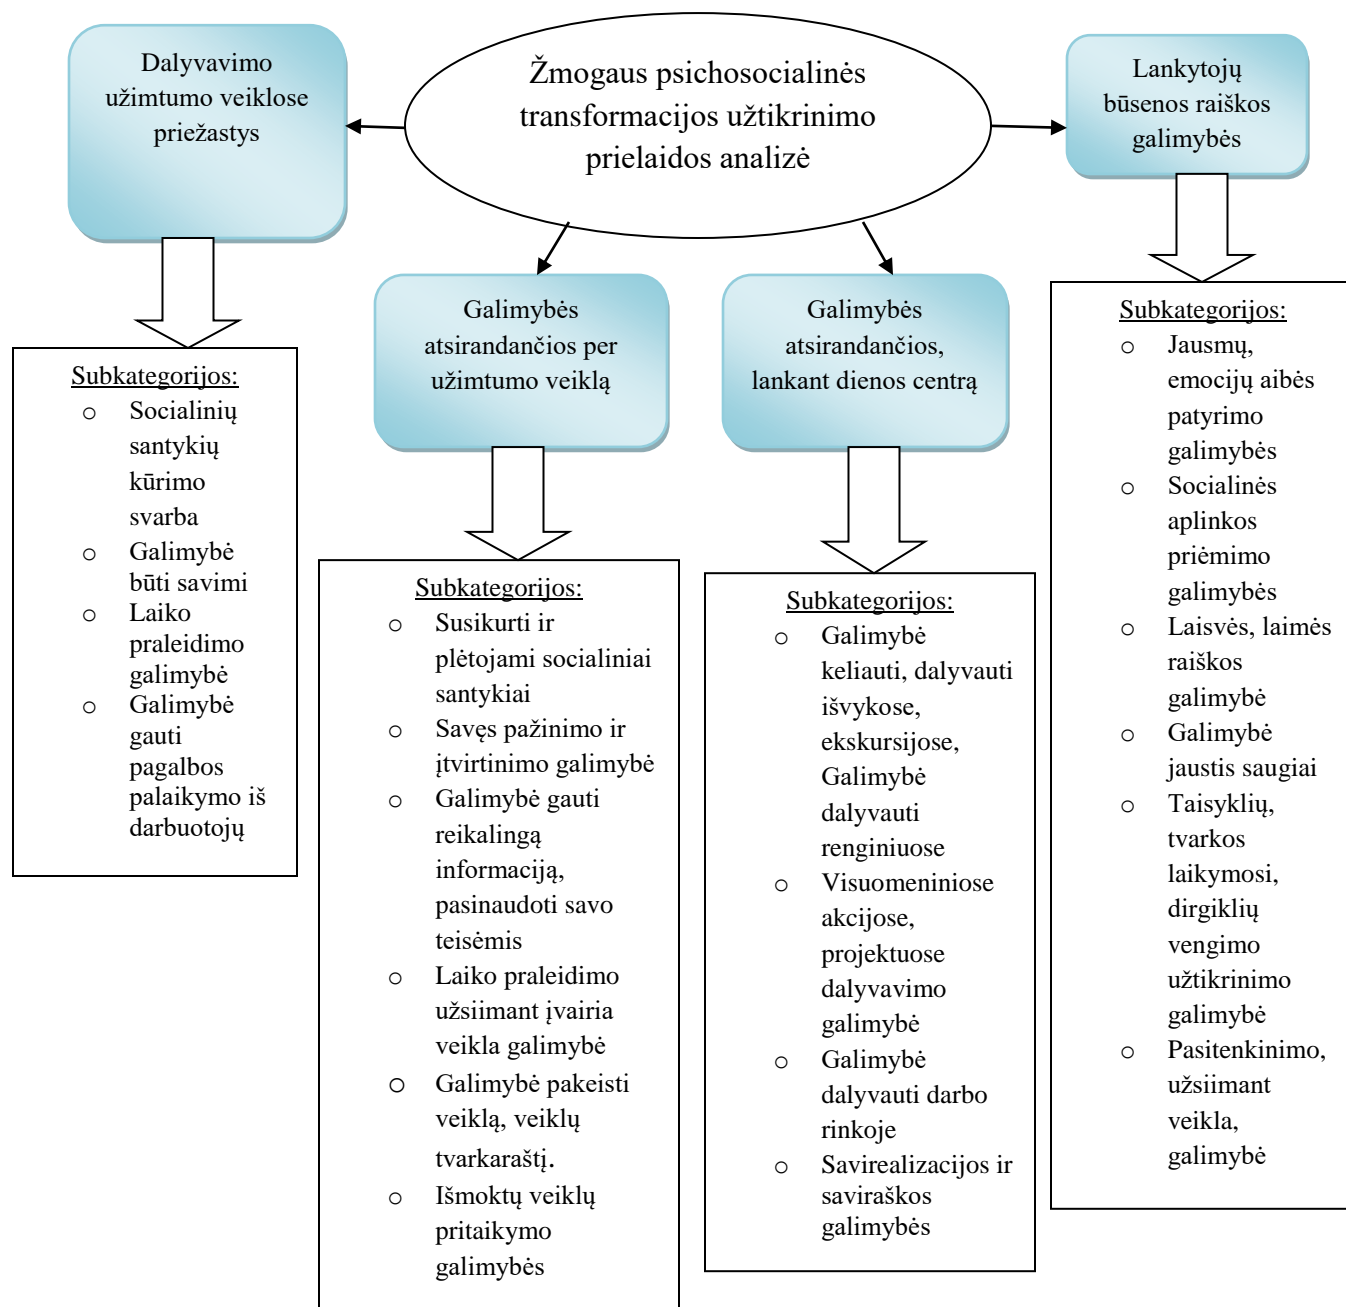 Žmogaus psichosocialinės
transformacijos užtikrinimo
prielaidos analizė
Dalyvavimo
užimtumo veiklose
priežastys
Subkategorijos:
o Socialinių
santykių
kūrimo
svarba
o Galimybė
būti savimi
o Laiko
praleidimo
galimybė
o Galimybė
gauti
pagalbos
palaikymo iš
darbuotojų
Galimybės
atsirandančios per
užimtumo veiklą
Subkategorijos:
o Susikurti ir
plėtojami socialiniai
santykiai
o Savęs pažinimo ir
įtvirtinimo galimybė
o Galimybė gauti
reikalingą
informaciją,
pasinaudoti savo
teisėmis
o Laiko praleidimo
užsiimant įvairia
veikla galimybė
o Galimybė pakeisti
veiklą, veiklų
tvarkaraštį.
o Išmoktų veiklų
pritaikymo
galimybės
Galimybės
atsirandančios,
lankant dienos centrą
Subkategorijos:
o Galimybė
keliauti, dalyvauti
išvykose,
ekskursijose,
Galimybė
dalyvauti
renginiuose
o Visuomeniniose
akcijose,
projektuose
dalyvavimo
galimybė
o Galimybė
dalyvauti darbo
rinkoje
o Savirealizacijos ir
saviraškos
galimybės
Lankytojų
būsenos raiškos
galimybės
Subkategorijos:
o Jausmų,
emocijų aibės
patyrimo
galimybės
o Socialinės
aplinkos
priėmimo
galimybės
o Laisvės, laimės
raiškos
galimybė
o Galimybė
jaustis saugiai
o Taisyklių,
tvarkos
laikymosi,
dirgiklių
vengimo
užtikrinimo
galimybė
o Pasitenkinimo,
užsiimant
veikla,
galimybė